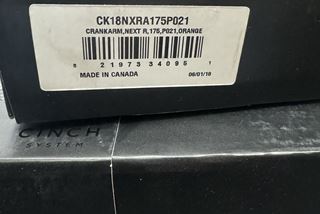 CK18NXRA175P021
CRANKARM,NEXT R,175,P021,ORANGE
8 21973 34095 1
MADE IN CANADA 06/01/18
CINCH
SYSTEM